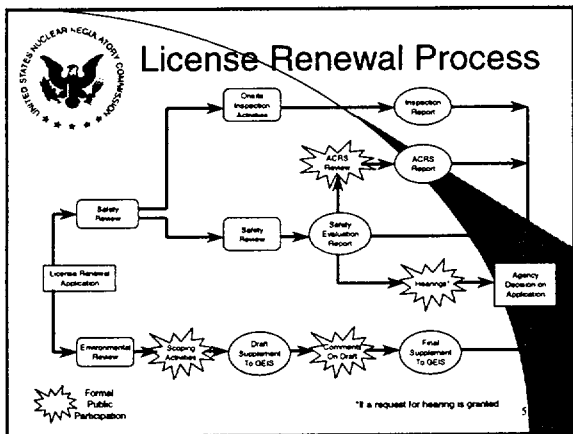 UNITED STATES NUCLEAR REGULATORY COMMISSION
License Renewal Process
Onsite
Inspection
Activities
Inspection
Report
ACRS
Review
ACRS
Report
Safety
Review
Safety
Review
Safety
Evaluation
Report
License Renewal
Application
Hearings*
Agency
Decision on
Application
Environmental
Review
Scoping
Activities
Draft
Supplement
To GEIS
Comments
On Draft
Final
Supplement
To GEIS
Formal
Public
Participation
*If a request for hearing is granted
5